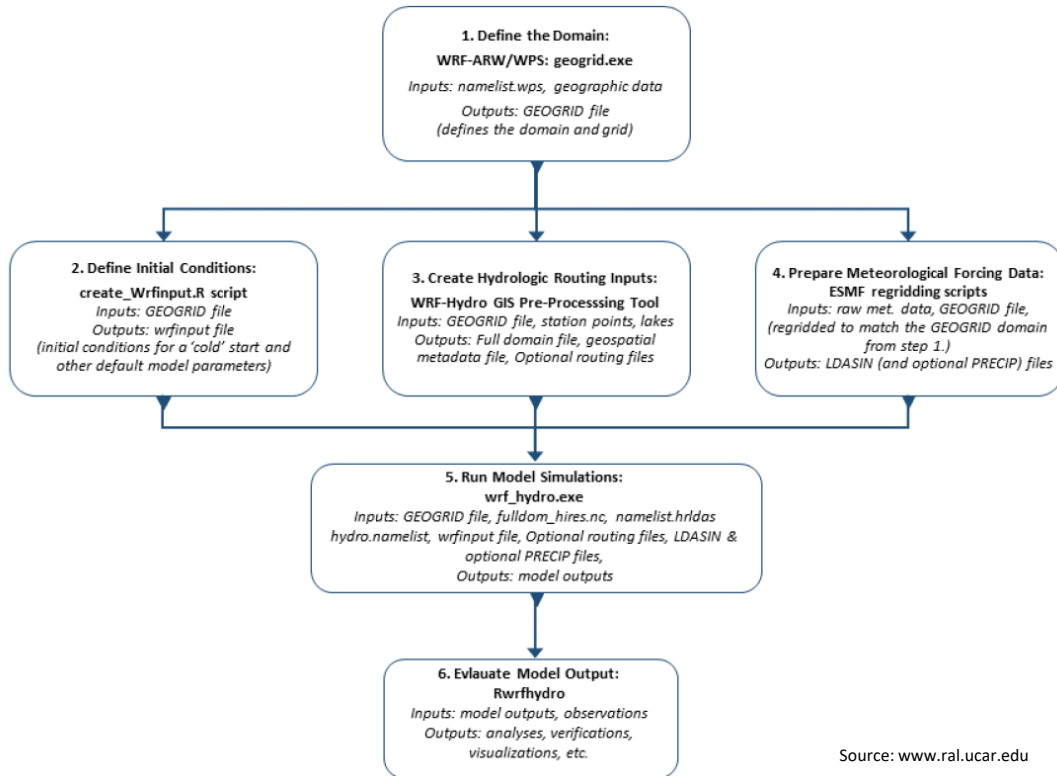 1. Define the Domain:
WRF-ARW/WPS: geogrid.exe
Inputs: namelist.wps, geographic data
Outputs: GEOGRID file
(defines the domain and grid)
2. Define Initial Conditions:
create_Wrfinput.R script
Inputs: GEOGRID file
Outputs: wrfinput file
(initial conditions for a ‘cold’ start and
other default model parameters)
3. Create Hydrologic Routing Inputs:
WRF-Hydro GIS Pre-Processsing Tool
Inputs: GEOGRID file, station points, lakes
Outputs: Full domain file, geospatial
metadata file, Optional routing files
4. Prepare Meteorological Forcing Data:
ESMF regridding scripts
Inputs: raw met. data, GEOGRID file,
(regridded to match the GEOGRID domain
from step 1.)
Outputs: LDASIN (and optional PRECIP) files
5. Run Model Simulations:
wrf_hydro.exe
Inputs: GEOGRID file, fulldom_hires.nc, namelist.hrldas
hydro.namelist, wrfinput file, Optional routing files, LDASIN &
optional PRECIP files,
Outputs: model outputs
6. Evlauate Model Output:
Rwrfhydro
Inputs: model outputs, observations
Outputs: analyses, verifications,
visualizations, etc.
Source: www.ral.ucar.edu